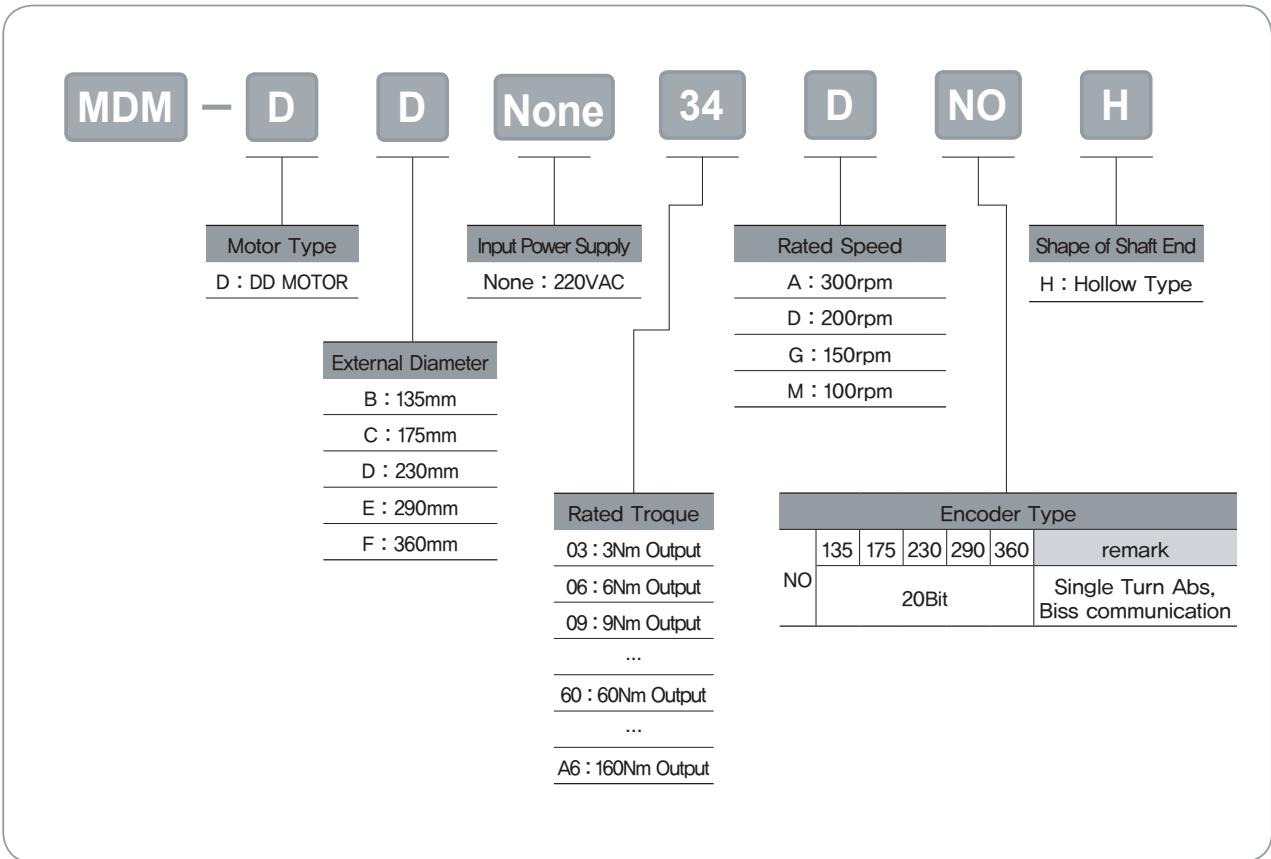 MDM – D D None 34 D NO H
Motor Type
D : DD MOTOR
External Diameter
B : 135mm
C : 175mm
D : 230mm
E : 290mm
F : 360mm
Input Power Supply
None : 220VAC
Rated Troque
03 : 3Nm Output
06 : 6Nm Output
09 : 9Nm Output
...
60 : 60Nm Output
...
A6 : 160Nm Output
Rated Speed
A : 300rpm
D : 200rpm
G : 150rpm
M : 100rpm
Encoder Type
135 175 230 290 360 remark
NO 20Bit Single Turn Abs,
Biss communication
Shape of Shaft End
H : Hollow Type